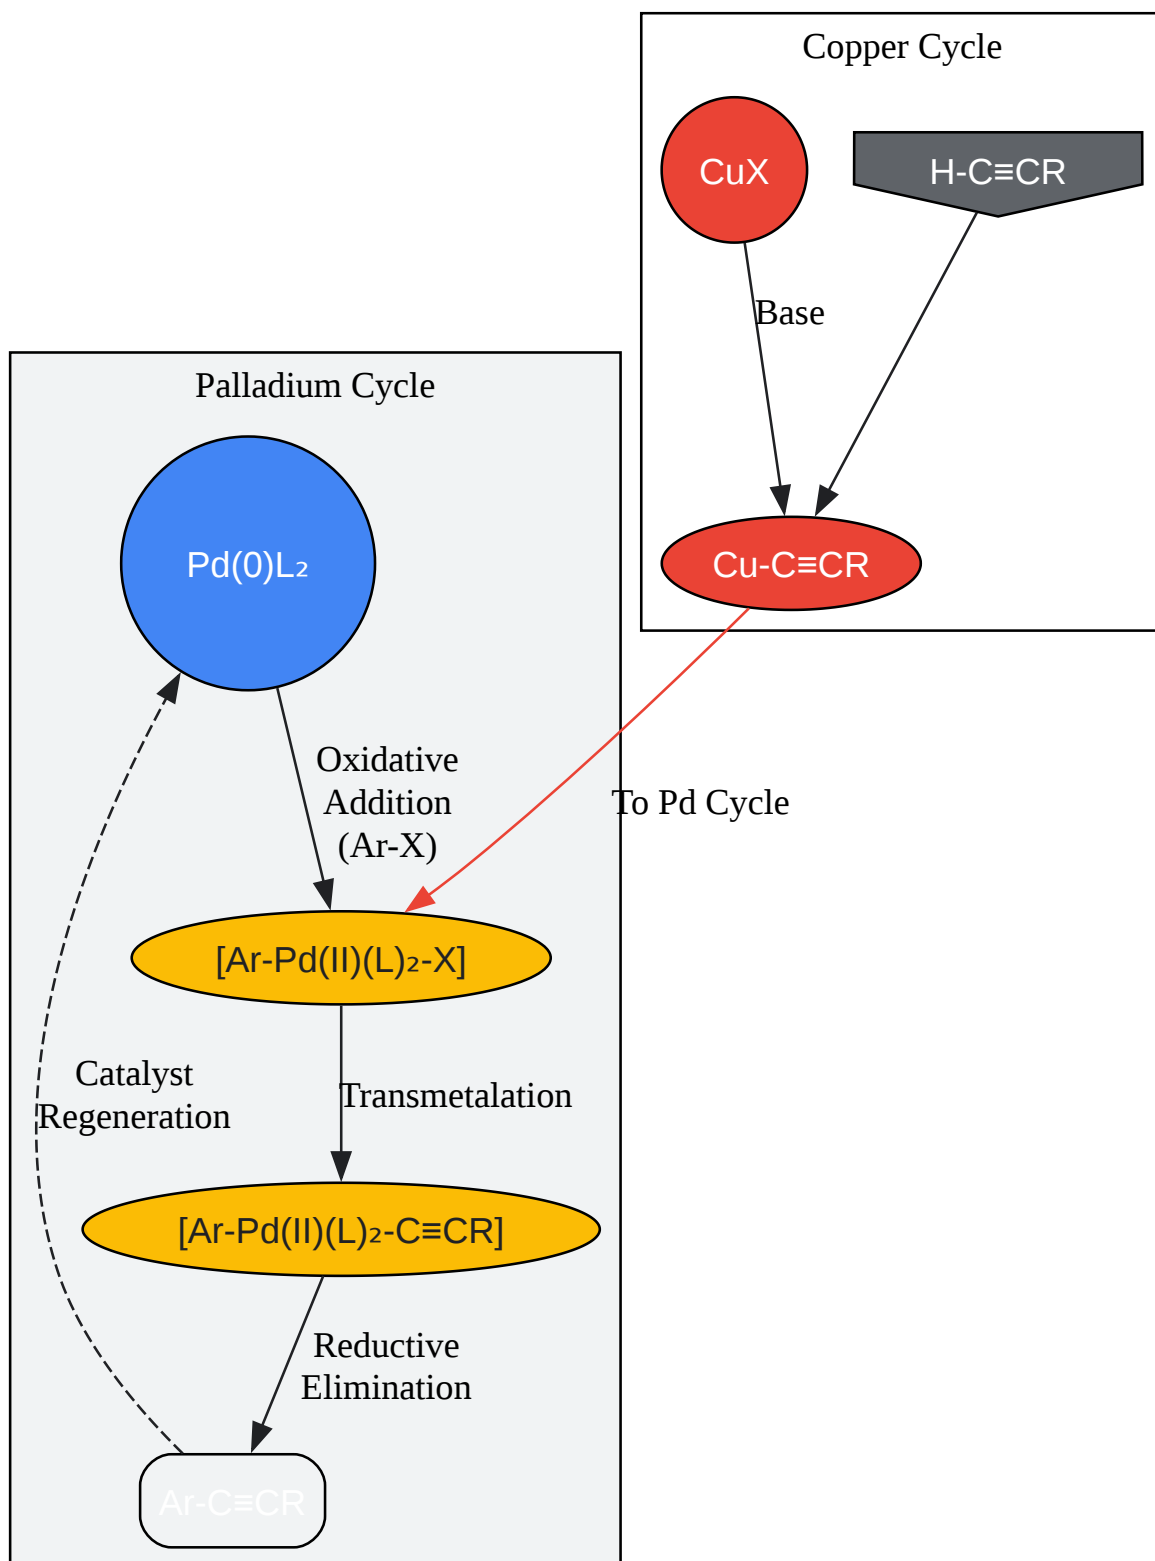 Copper Cycle
CuX
H-C≡CR
Base
Cu-C≡CR
To Pd Cycle
Palladium Cycle
Pd(0)L₂
Oxidative
Addition
(Ar-X)
[Ar-Pd(II)(L)₂-X]
Transmetalation
Catalyst
Regeneration
[Ar-Pd(II)(L)₂-C≡CR]
Reductive
Elimination
Ar-C≡CR